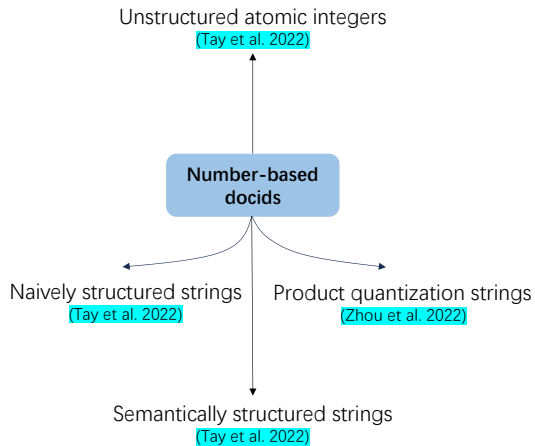 Unstructured atomic integers
(Tay et al. 2022)
Number-based
docids
Naively structured strings
(Tay et al. 2022)
Product quantization strings
(Zhou et al. 2022)
Semantically structured strings
(Tay et al. 2022)